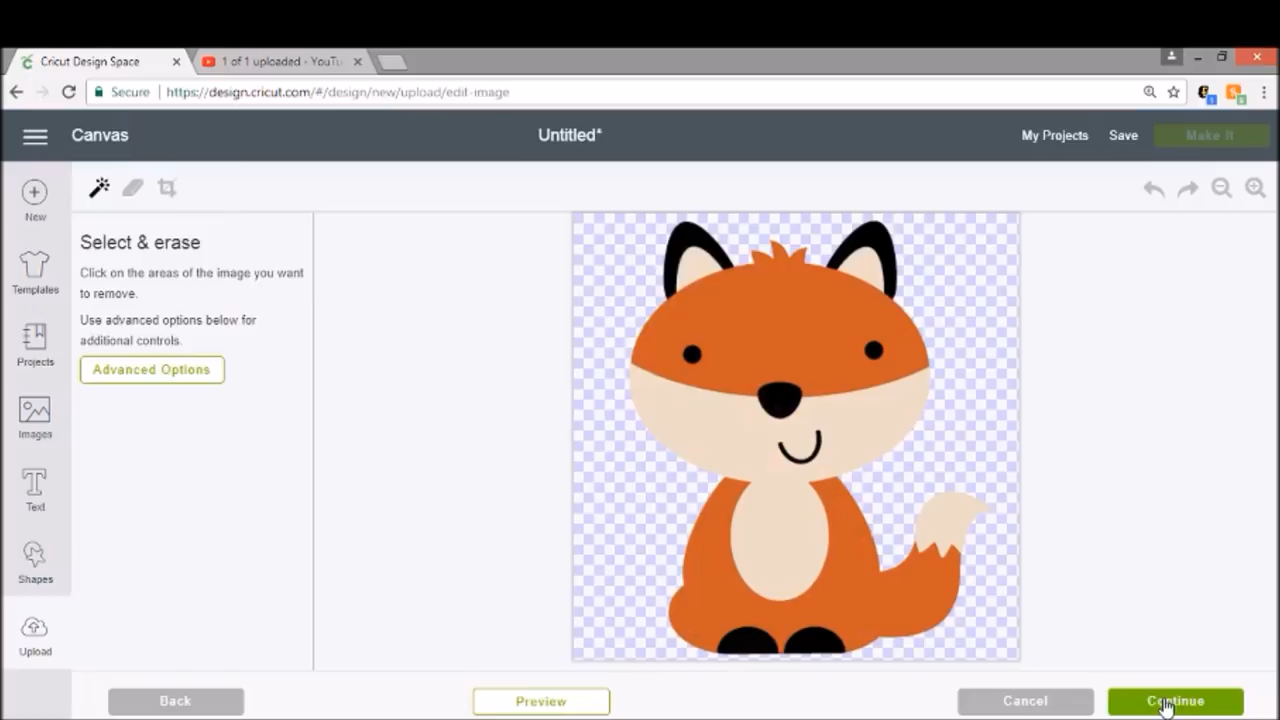 Cricut Design Space
1 of 1 uploaded - YouTu
Secure
https://design.cricut.com/#/design/new/upload/edit-image
Canvas
Untitled*
My Projects
Save
Make It
New
Templates
Projects
Images
Text
Shapes
Upload
Select & erase
Click on the areas of the image you want
to remove.
Use advanced options below for
additional controls.
Advanced Options
Back
Preview
Cancel
Continue